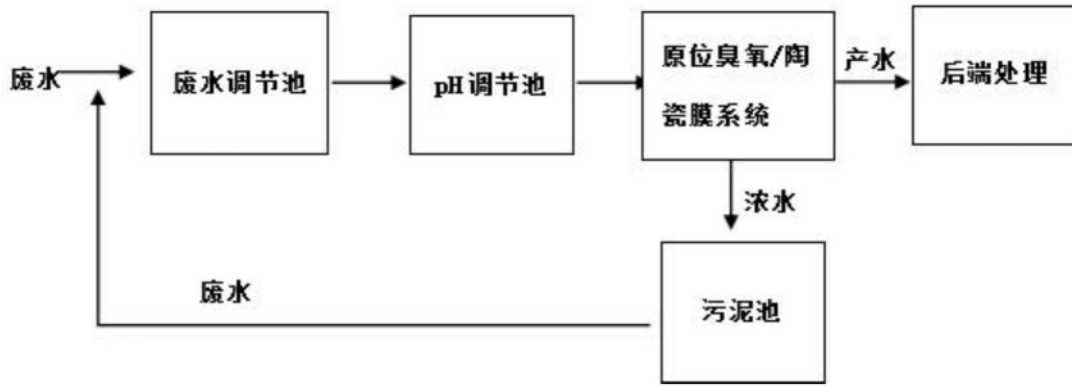 废水
废水调节池
pH调节池
原位臭氧/陶
瓷膜系统
产水
后端处理
浓水
废水
污泥池